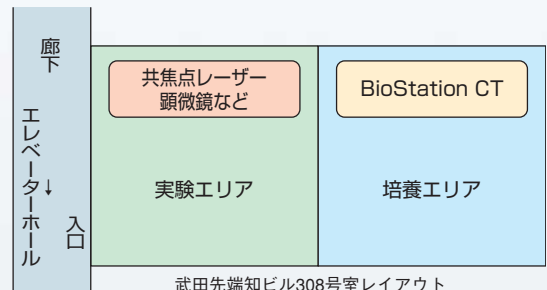 廊下
エレベーターホール
↓
入口
共焦点レーザー
顕微鏡など
実験エリア
BioStation CT
培養エリア
武田先端知ビル308号室レイアウト